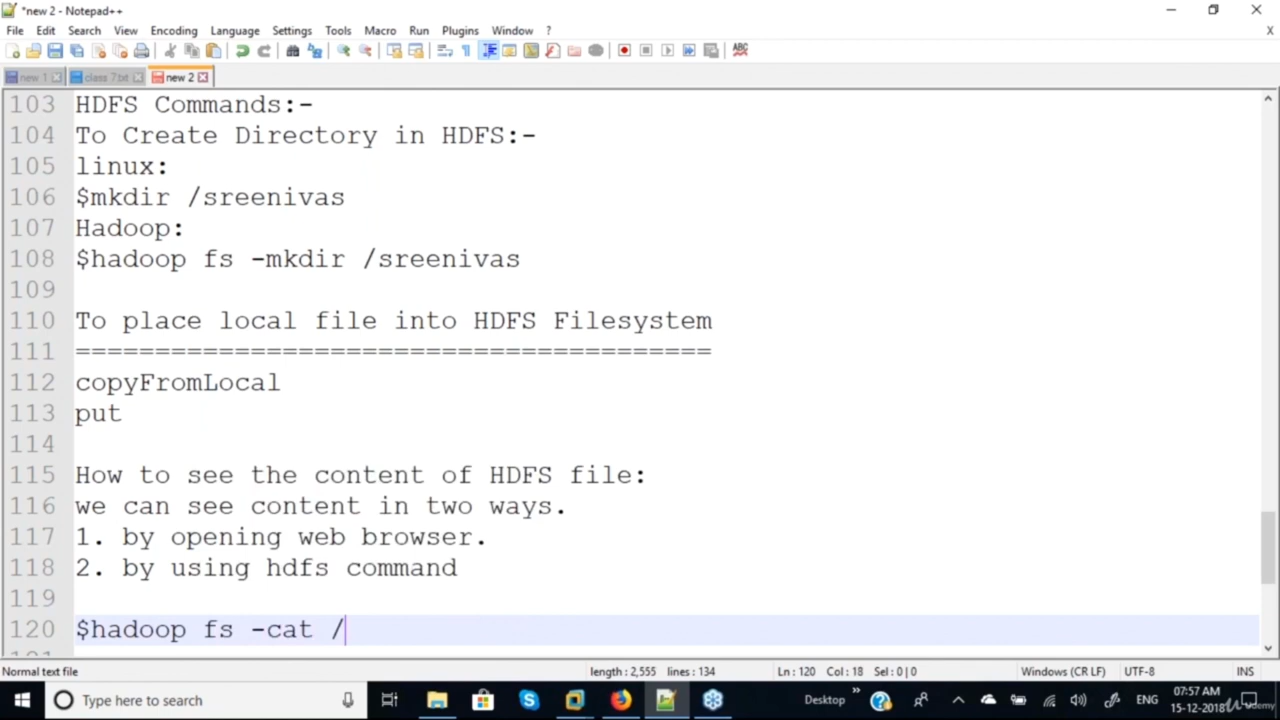 *new 2 - Notepad++
File Edit Search View Encoding Language Settings Tools Macro Run Plugins Window ? X
new 1 class 7.txt new 2
103 HDFS Commands:-
104 To Create Directory in HDFS:-
105 linux:
106 $mkdir /sreenivas
107 Hadoop:
108 $hadoop fs -mkdir /sreenivas
109
110 To place local file into HDFS Filesystem
111 ========================================
112 copyFromLocal
113 put
114
115 How to see the content of HDFS file:
116 we can see content in two ways.
117 1. by opening web browser.
118 2. by using hdfs command
119
120 $hadoop fs -cat /
Normal text file length : 2,555 lines : 134 Ln : 120 Col : 18 Sel : 0 | 0 Windows (CR LF) UTF-8 INS
Type here to search Desktop ENG 07:57 AM
15-12-2018
Udemy